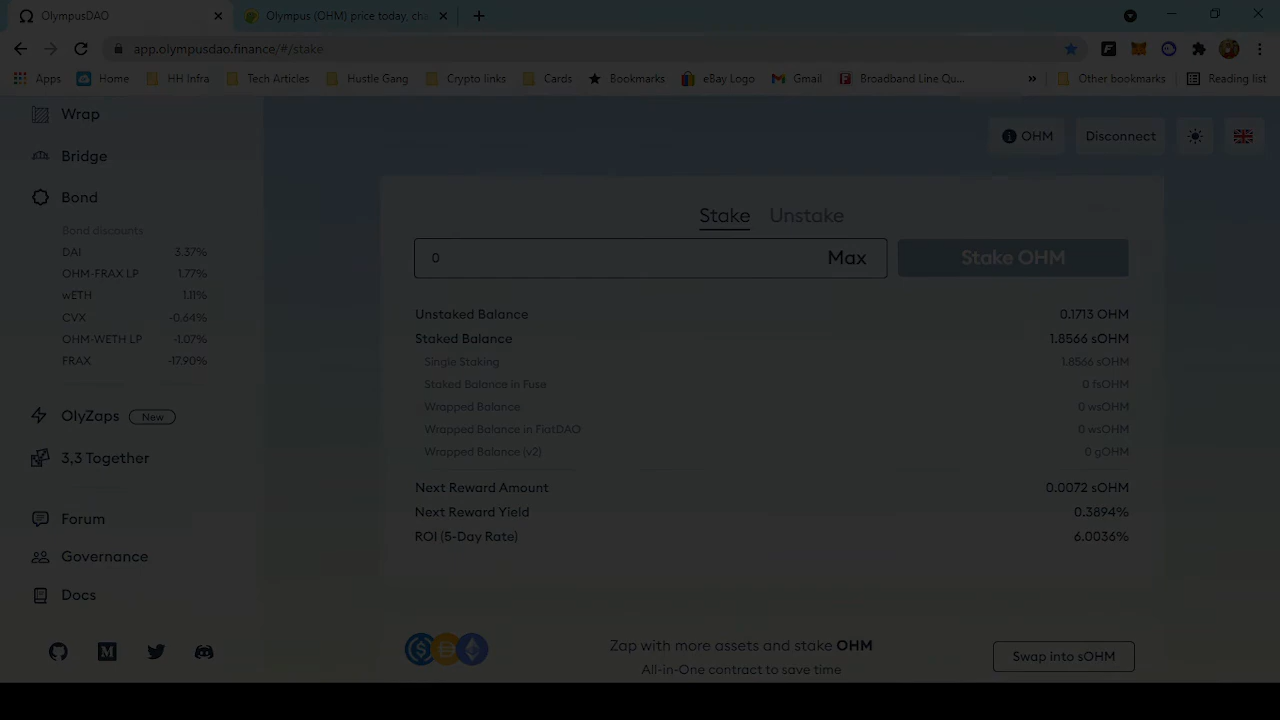 OlympusDAO
Olympus (OHM) price today, cha
app.olympusdao.finance/#/stake
Apps Home HH Infra Tech Articles Hustle Gang Crypto links Cards Bookmarks eBay Logo Gmail Broadband Line Qu... » Other bookmarks Reading list
Wrap
Bridge
Bond
Bond discounts
DAI 3.37%
OHM-FRAX LP 1.77%
wETH 1.11%
CVX -0.64%
OHM-WETH LP -1.07%
FRAX -17.90%
OlyZaps New
3,3 Together
Forum
Governance
Docs
OHM Disconnect
Stake Unstake
0 Max Stake OHM
Unstaked Balance 0.1713 OHM
Staked Balance 1.8566 sOHM
Single Staking 1.8566 sOHM
Staked Balance in Fuse 0 fsOHM
Wrapped Balance 0 wsOHM
Wrapped Balance in FiatDAO 0 wsOHM
Wrapped Balance (v2) 0 gOHM
Next Reward Amount 0.0072 sOHM
Next Reward Yield 0.3894%
ROI (5-Day Rate) 6.0036%
Zap with more assets and stake OHM
All-in-One contract to save time
Swap into sOHM